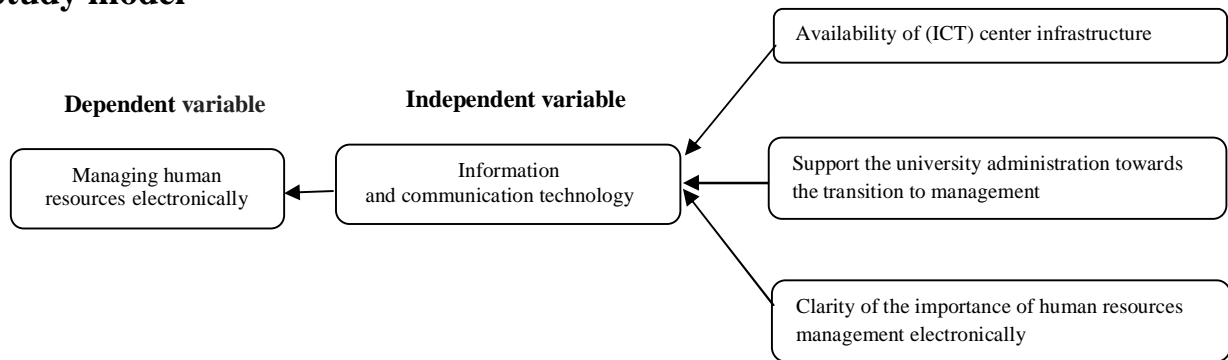 study model
Availability of (ICT) center infrastructure
Dependent variable
Independent variable
Managing human
resources electronically
Information
and communication technology
Support the university administration towards
the transition to management
Clarity of the importance of human resources
management electronically